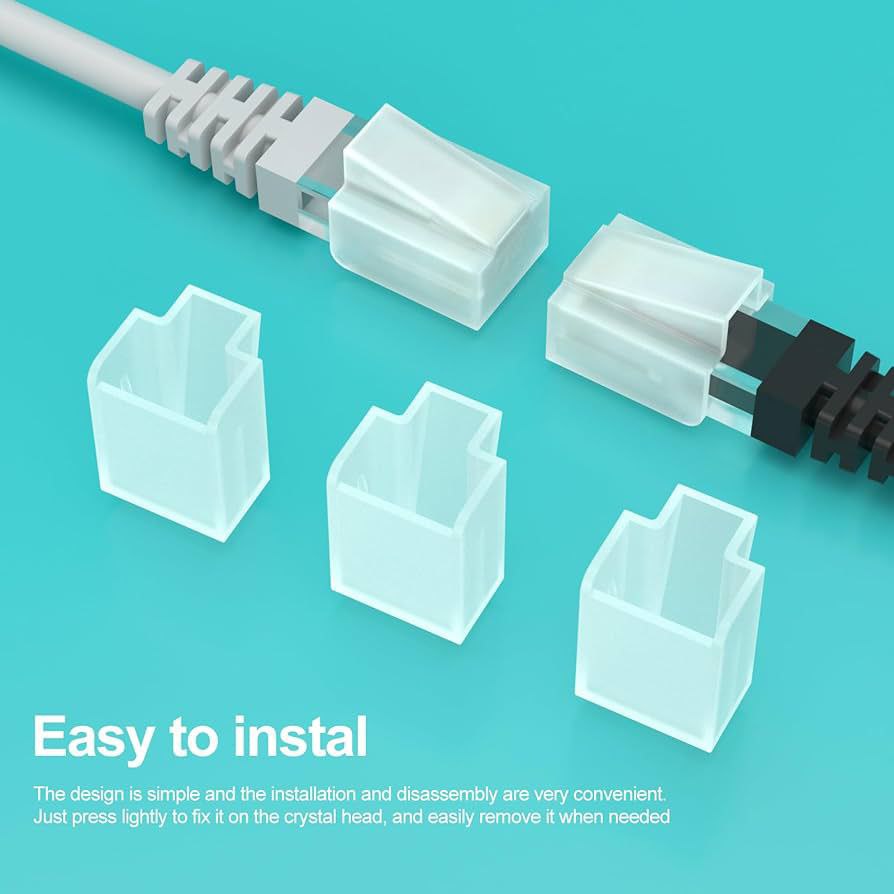 Easy to instal
The design is simple and the installation and disassembly are very convenient.
Just press lightly to fix it on the crystal head, and easily remove it when needed